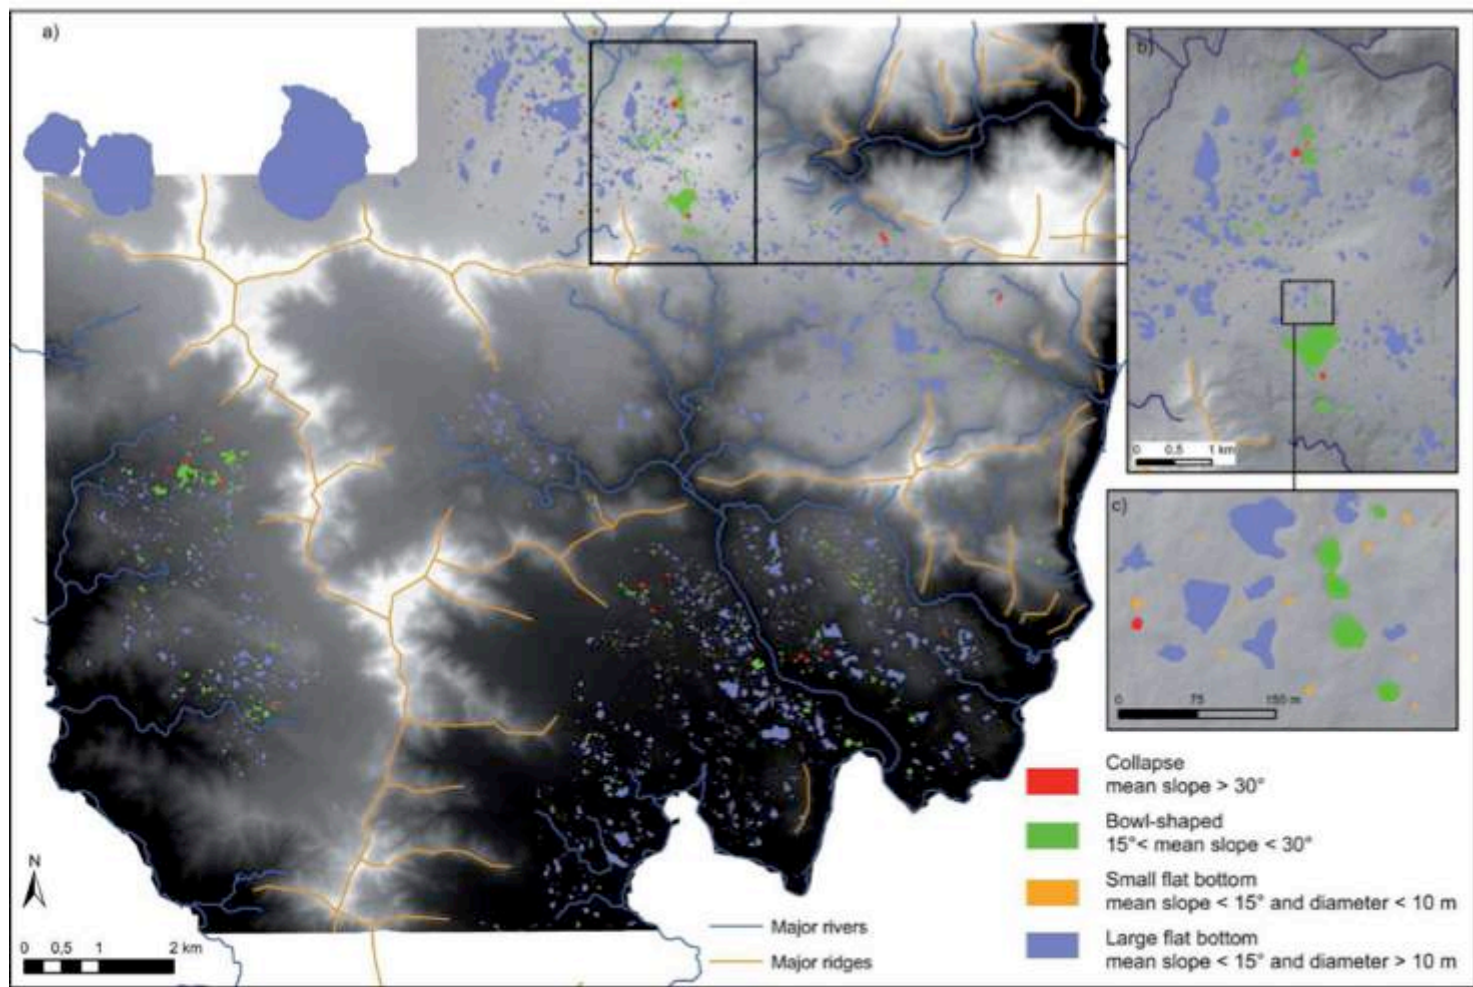 a)
b)
0 0,5 1 km
c)
0 75 150 m
Collapse
mean slope > 30°
Bowl-shaped
15°< mean slope < 30°
Small flat bottom
mean slope < 15° and diameter < 10 m
Large flat bottom
mean slope < 15° and diameter > 10 m
N
0 0,5 1 2 km
Major rivers
Major ridges